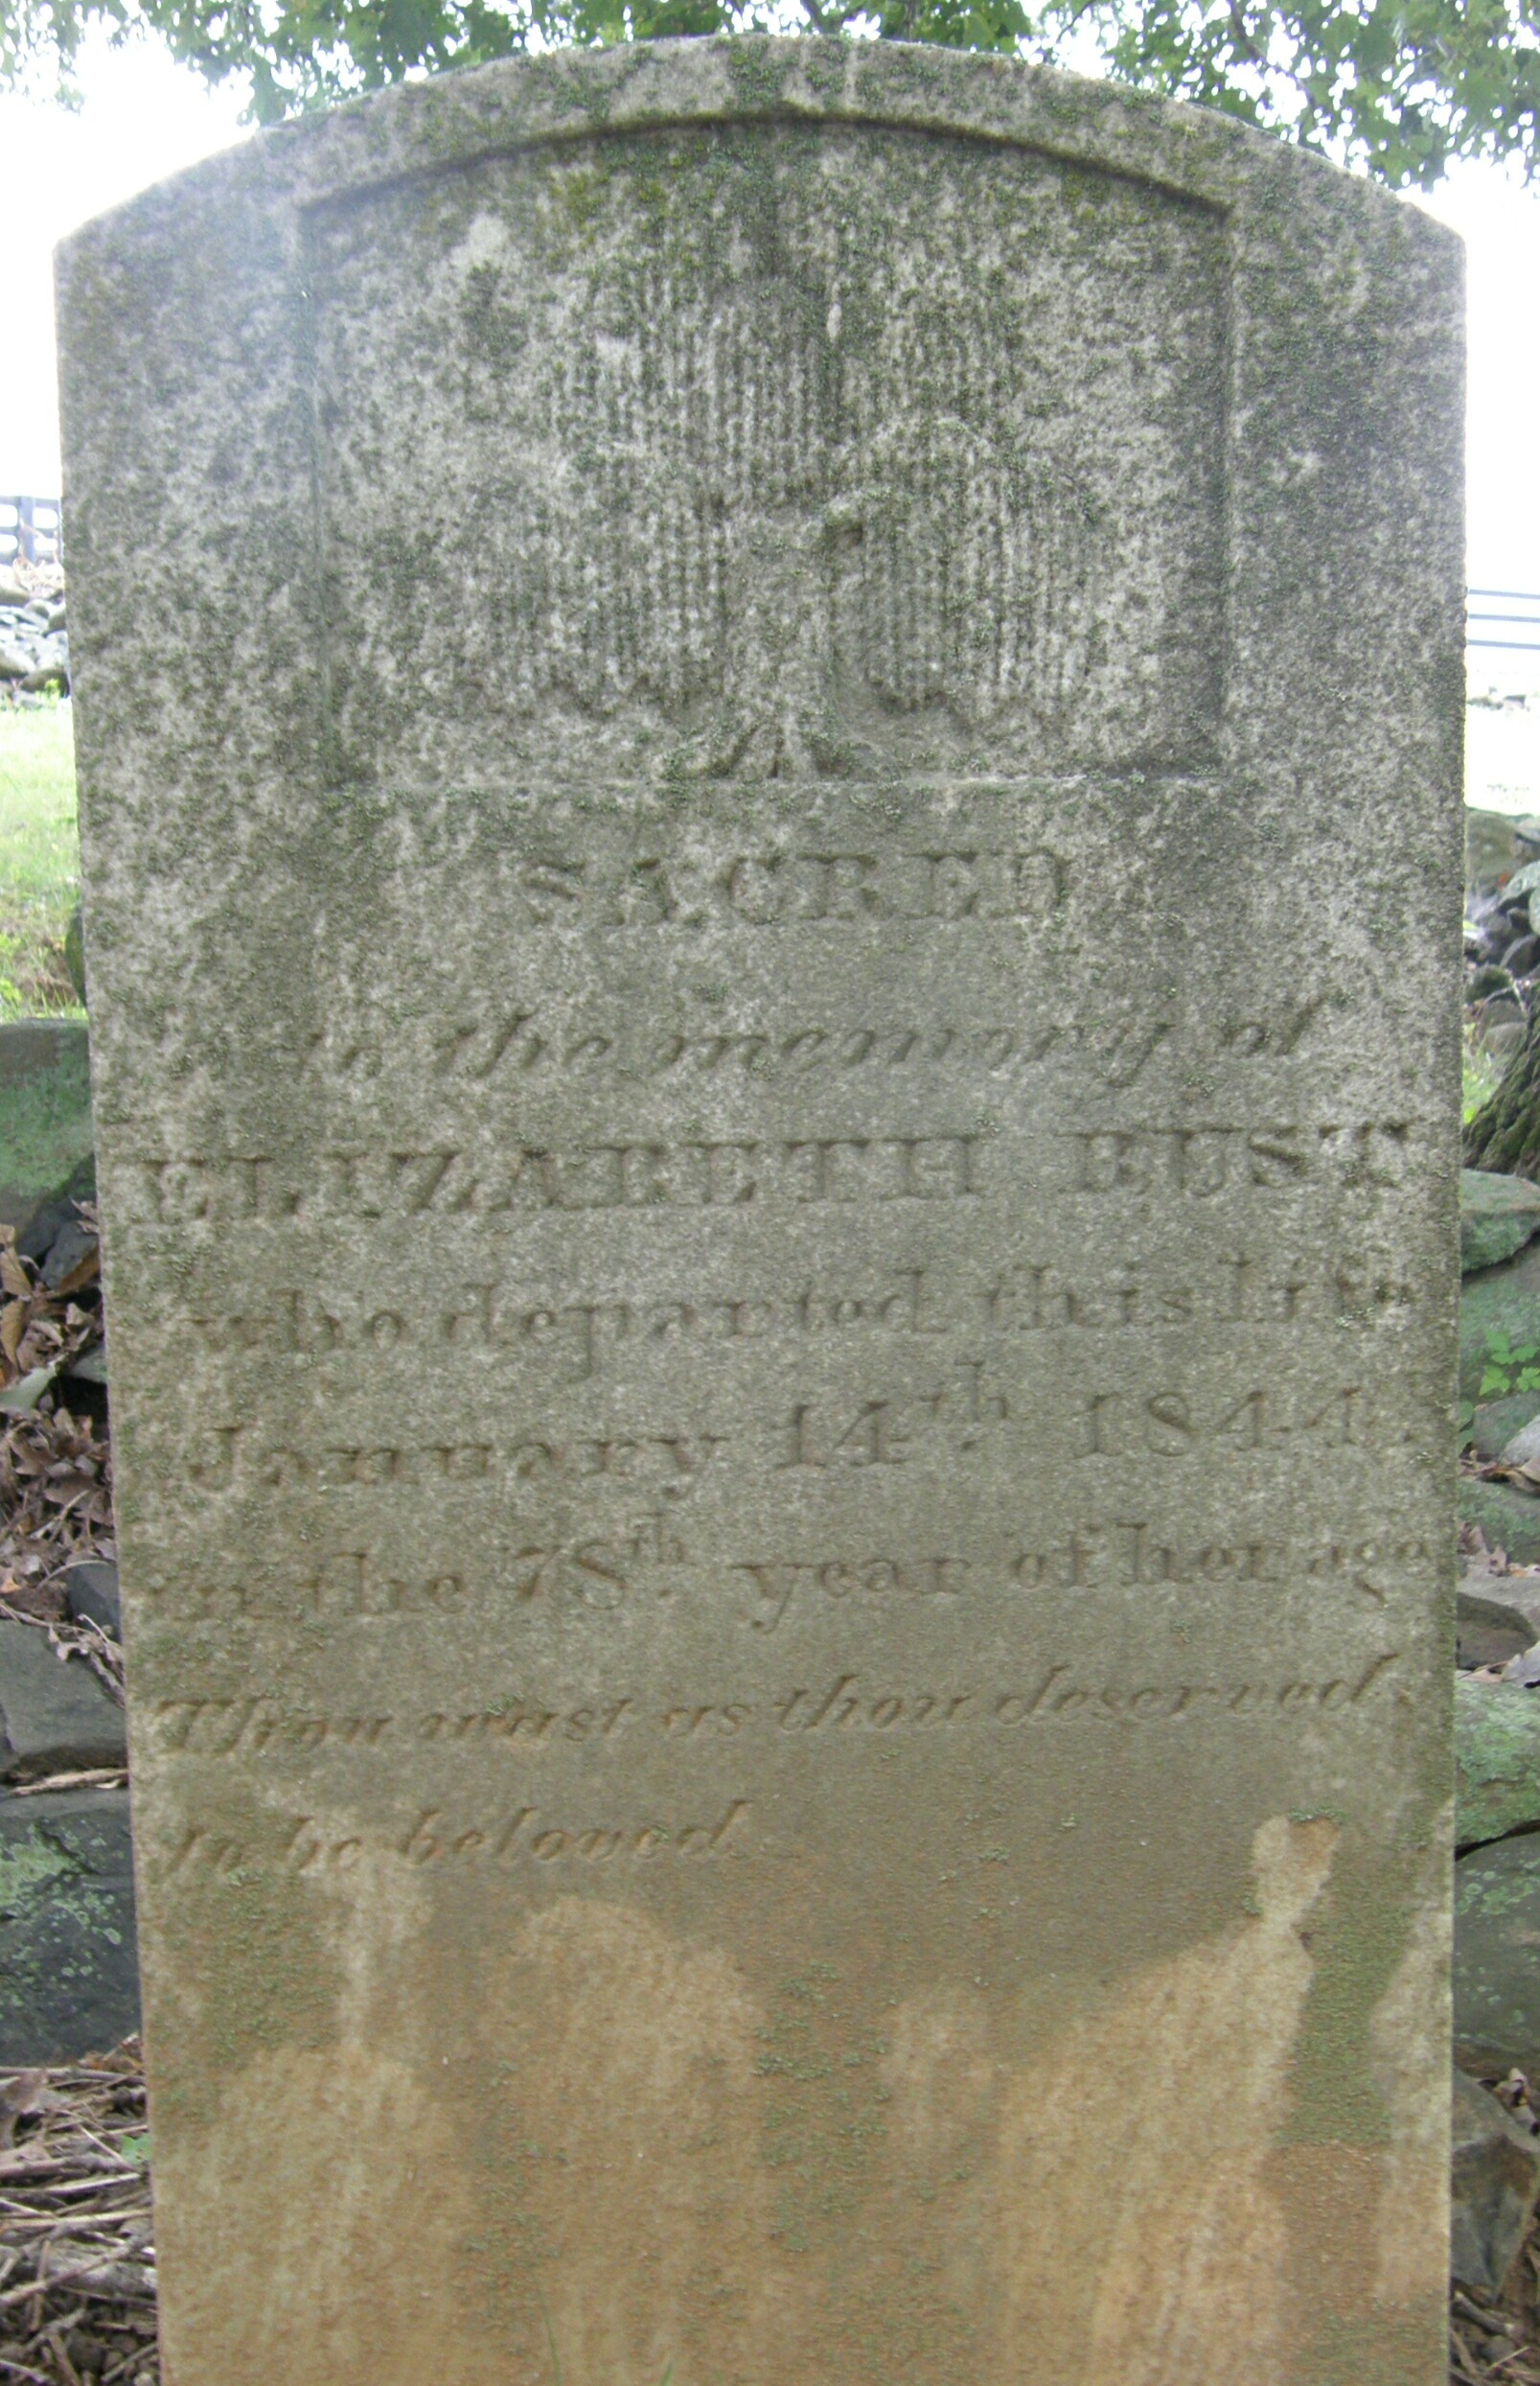 SACRED
to the memory of
ELIZABETH RUST
who departed this life
January 14th 1844
in the 78th year of her age
Thou wast as thou deserved,
to be beloved.